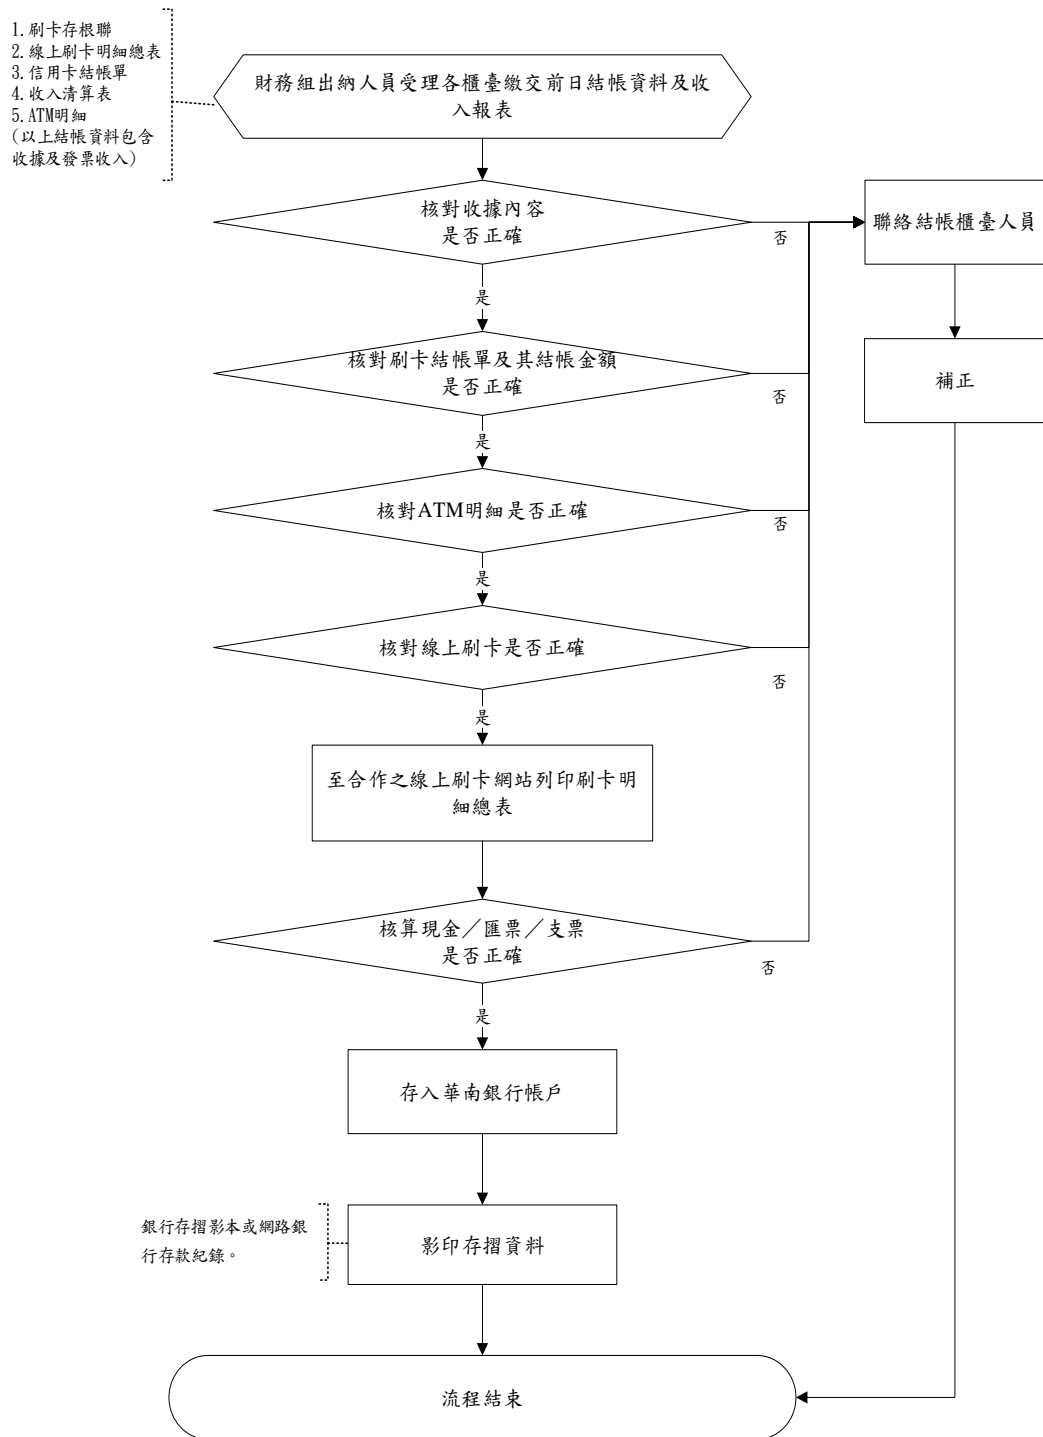 1. 刷卡存根聯
2. 線上刷卡明細總表
3. 信用卡結帳單
4. 收入清算表
5. ATM明細
(以上結帳資料包含
收據及發票收入)
財務組出納人員受理各櫃臺繳交前日結帳資料及收
入報表
核對收據內容
是否正確
否
聯絡結帳櫃臺人員
是
核對刷卡結帳單及其結帳金額
是否正確
否
補正
是
核對ATM明細是否正確
否
是
核對線上刷卡是否正確
否
是
至合作之線上刷卡網站列印刷卡明
細總表
核算現金／匯票／支票
是否正確
否
是
存入華南銀行帳戶
銀行存摺影本或網路銀
行存款紀錄。
影印存摺資料
流程結束